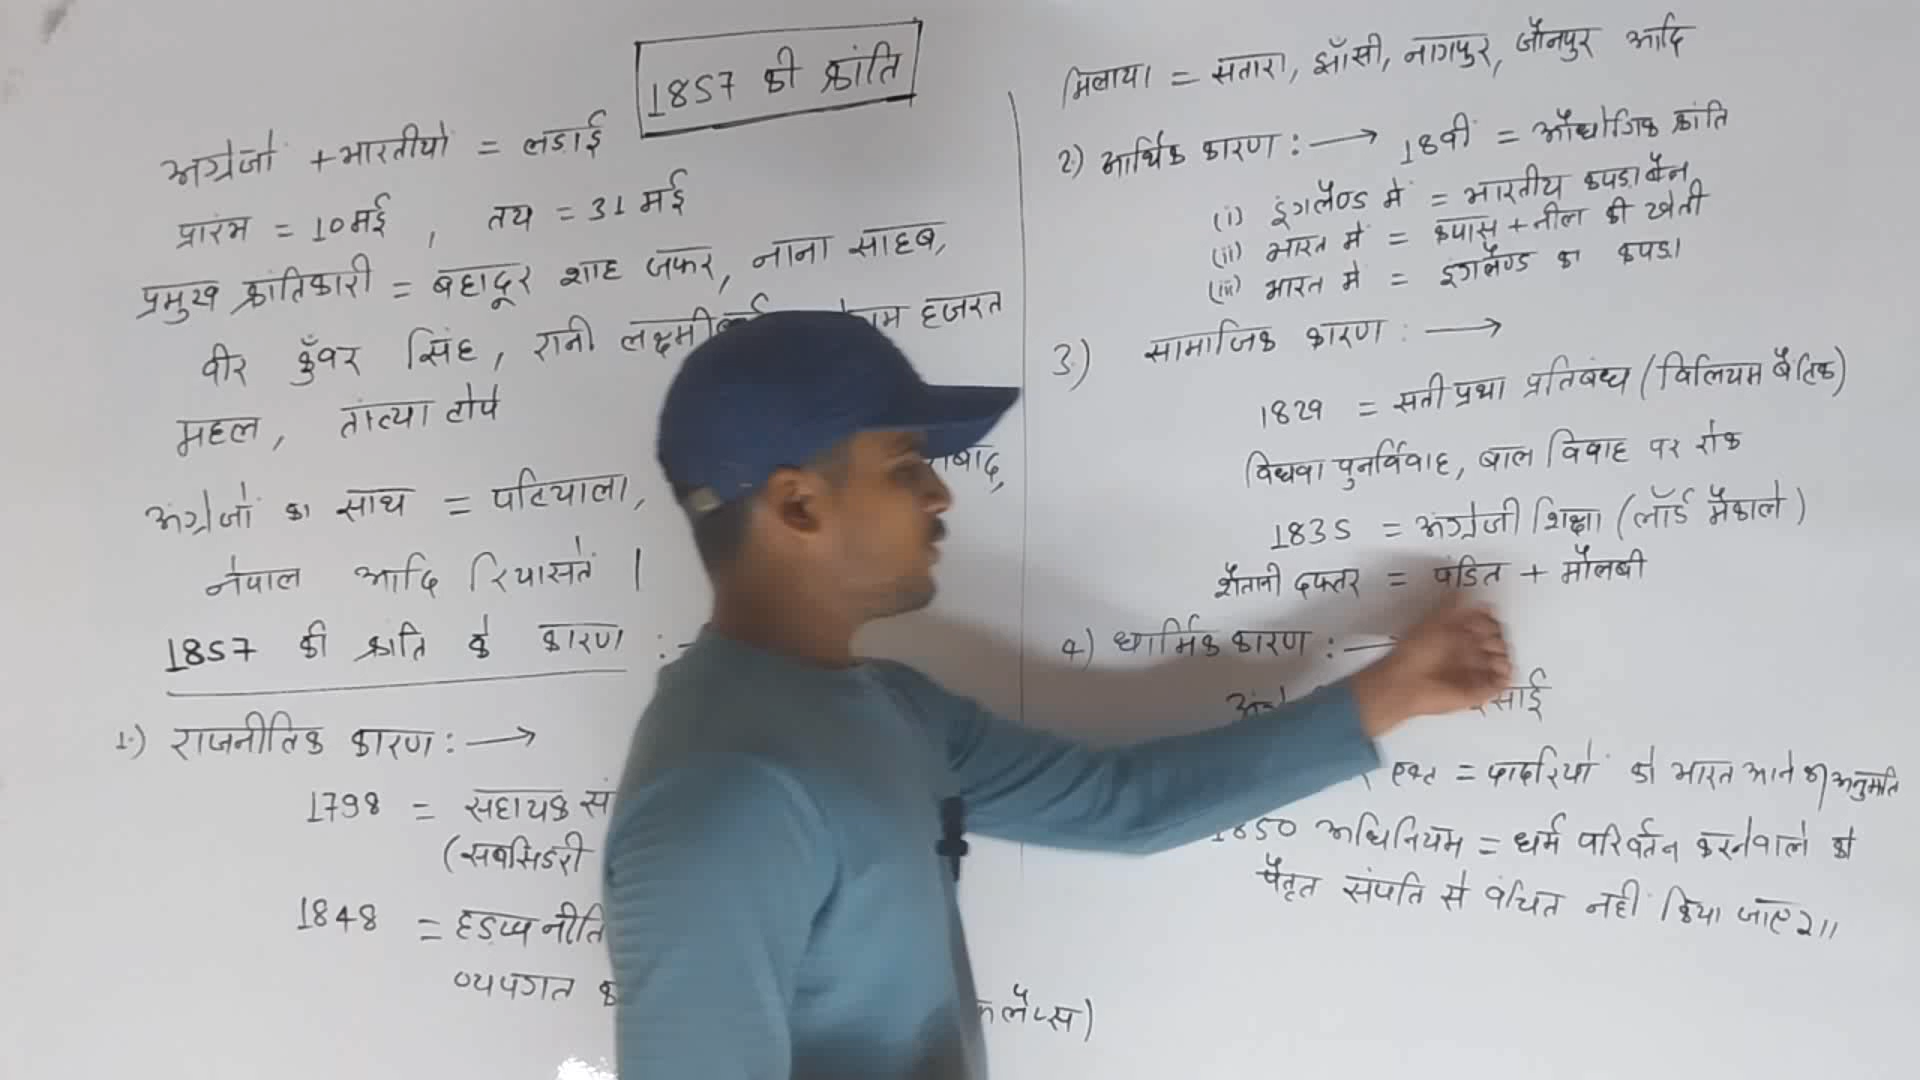 1857 की क्रांति
अंग्रेजों + भारतीयों = लड़ाई
प्रारंभ = 10 मई , तय = 31 मई
प्रमुख क्रांतिकारी = बहादूर शाह जफर, नाना साहब,
वीर कुँवर सिंह, रानी हजरत
महल, तांत्या टोपे
अंग्रेजों का साथ = पटियाला,
नेपाल आदि रियासतें |
1857 की क्रांति के कारण :-
1.) राजनीतिक कारण :→
1798 = सहायक
(सबसिडरी
1848 = हड़प्प नीति
व्यपगत
मिलाया = सतारा, झाँसी, नागपुर, जौनपुर आदि
2.) आर्थिक कारण :→ 18वी = औद्योगिक क्रांति
(i) इंगलैण्ड में = भारतीय कपड़ा बैन
(ii) भारत में = कपास + नील की खेती
(iii) भारत में = इंगलैण्ड का कपड़ा
3.) सामाजिक कारण :→
1829 = सती प्रथा प्रतिबंध (विलियम बैंटिक)
विधवा पुनर्विवाह, बाल विवाह पर रोक
1835 = अंग्रेजी शिक्षा (लॉर्ड मैकाले)
शैतानी दफ्तर = पंडित + मौलबी
4) धार्मिक कारण :→
= पादरियों को भारत आने की अनुमति
1850 अधिनियम = धर्म परिवर्तन करनेवाले को
पैतृत संपति से वंचित नहीं किया जाएगा।